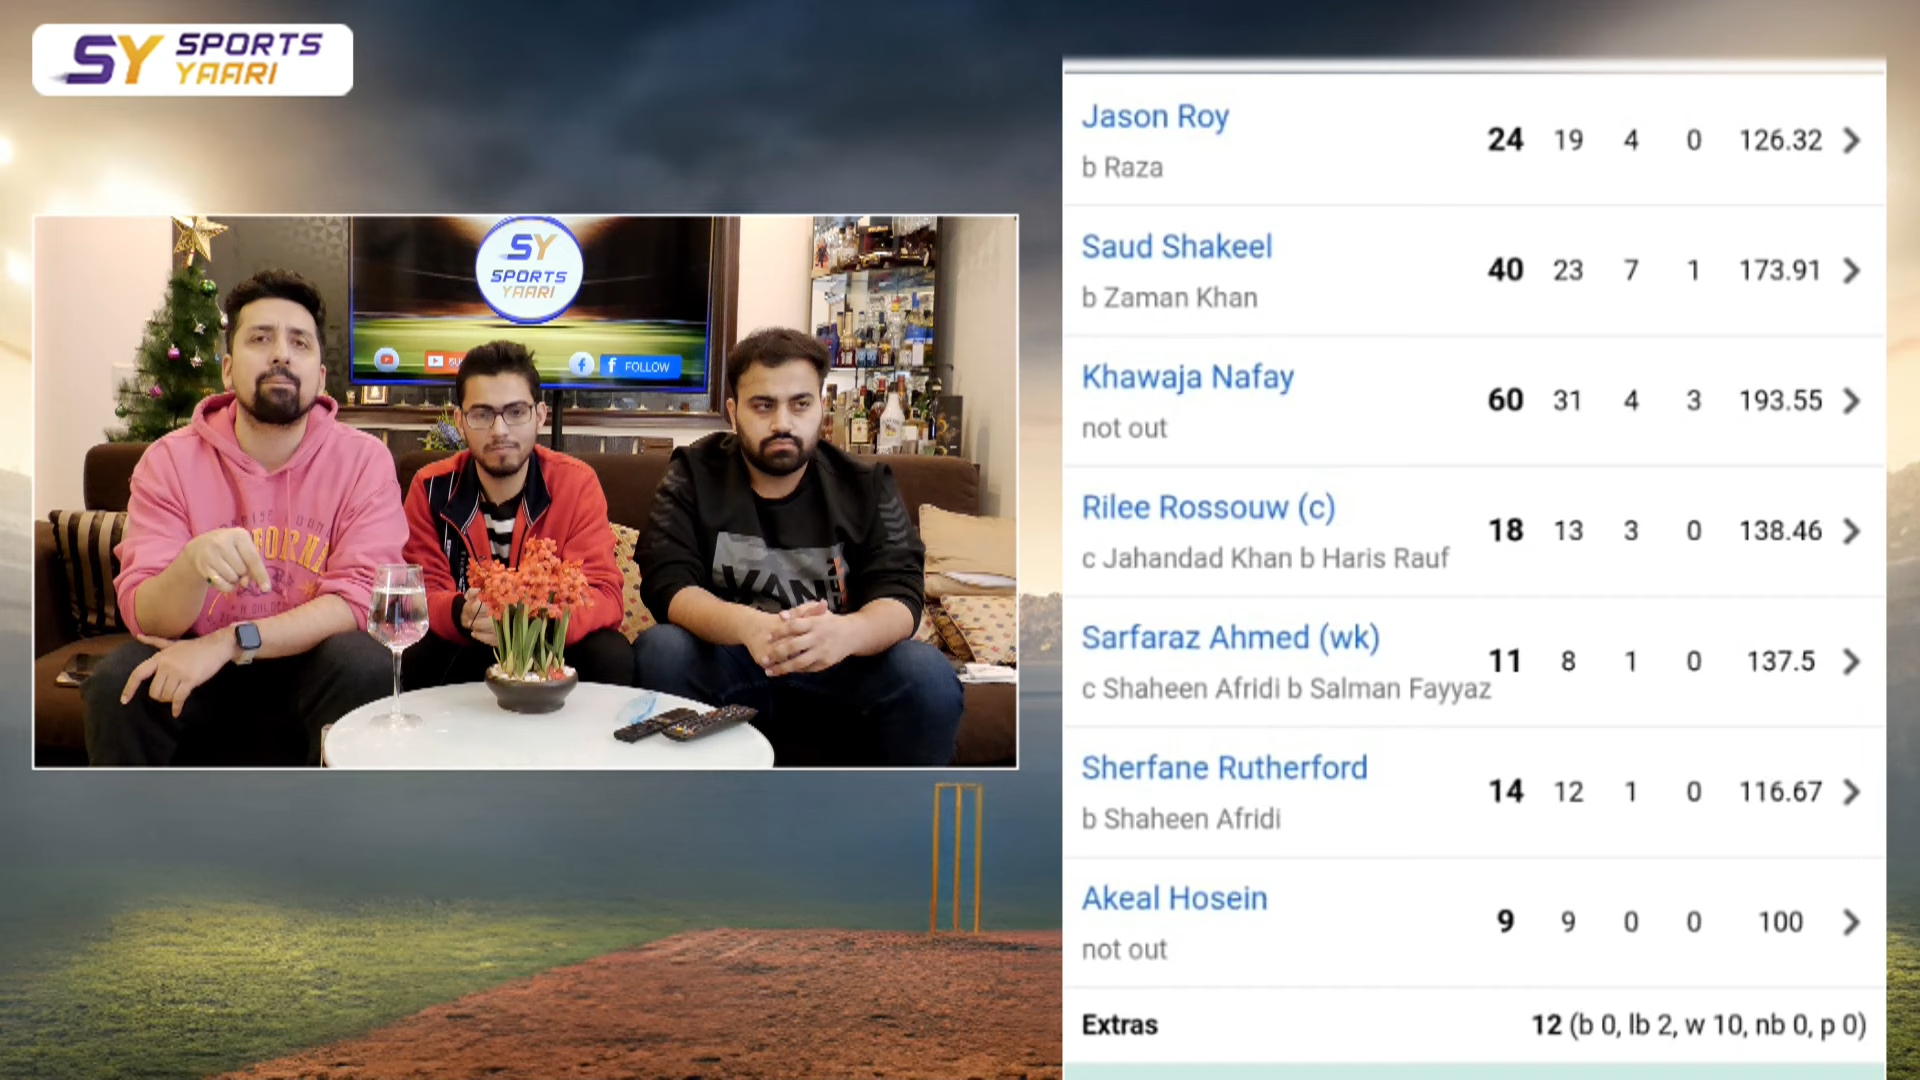 SY SPORTS
YAARI
SY
SPORTS
YAARI
f FOLLOW
VANS
Jason Roy 24 19 4 0 126.32
b Raza
Saud Shakeel 40 23 7 1 173.91
b Zaman Khan
Khawaja Nafay 60 31 4 3 193.55
not out
Rilee Rossouw (c) 18 13 3 0 138.46
c Jahandad Khan b Haris Rauf
Sarfaraz Ahmed (wk) 11 8 1 0 137.5
c Shaheen Afridi b Salman Fayyaz
Sherfane Rutherford 14 12 1 0 116.67
b Shaheen Afridi
Akeal Hosein 9 9 0 0 100
not out
Extras 12 (b 0, lb 2, w 10, nb 0, p 0)